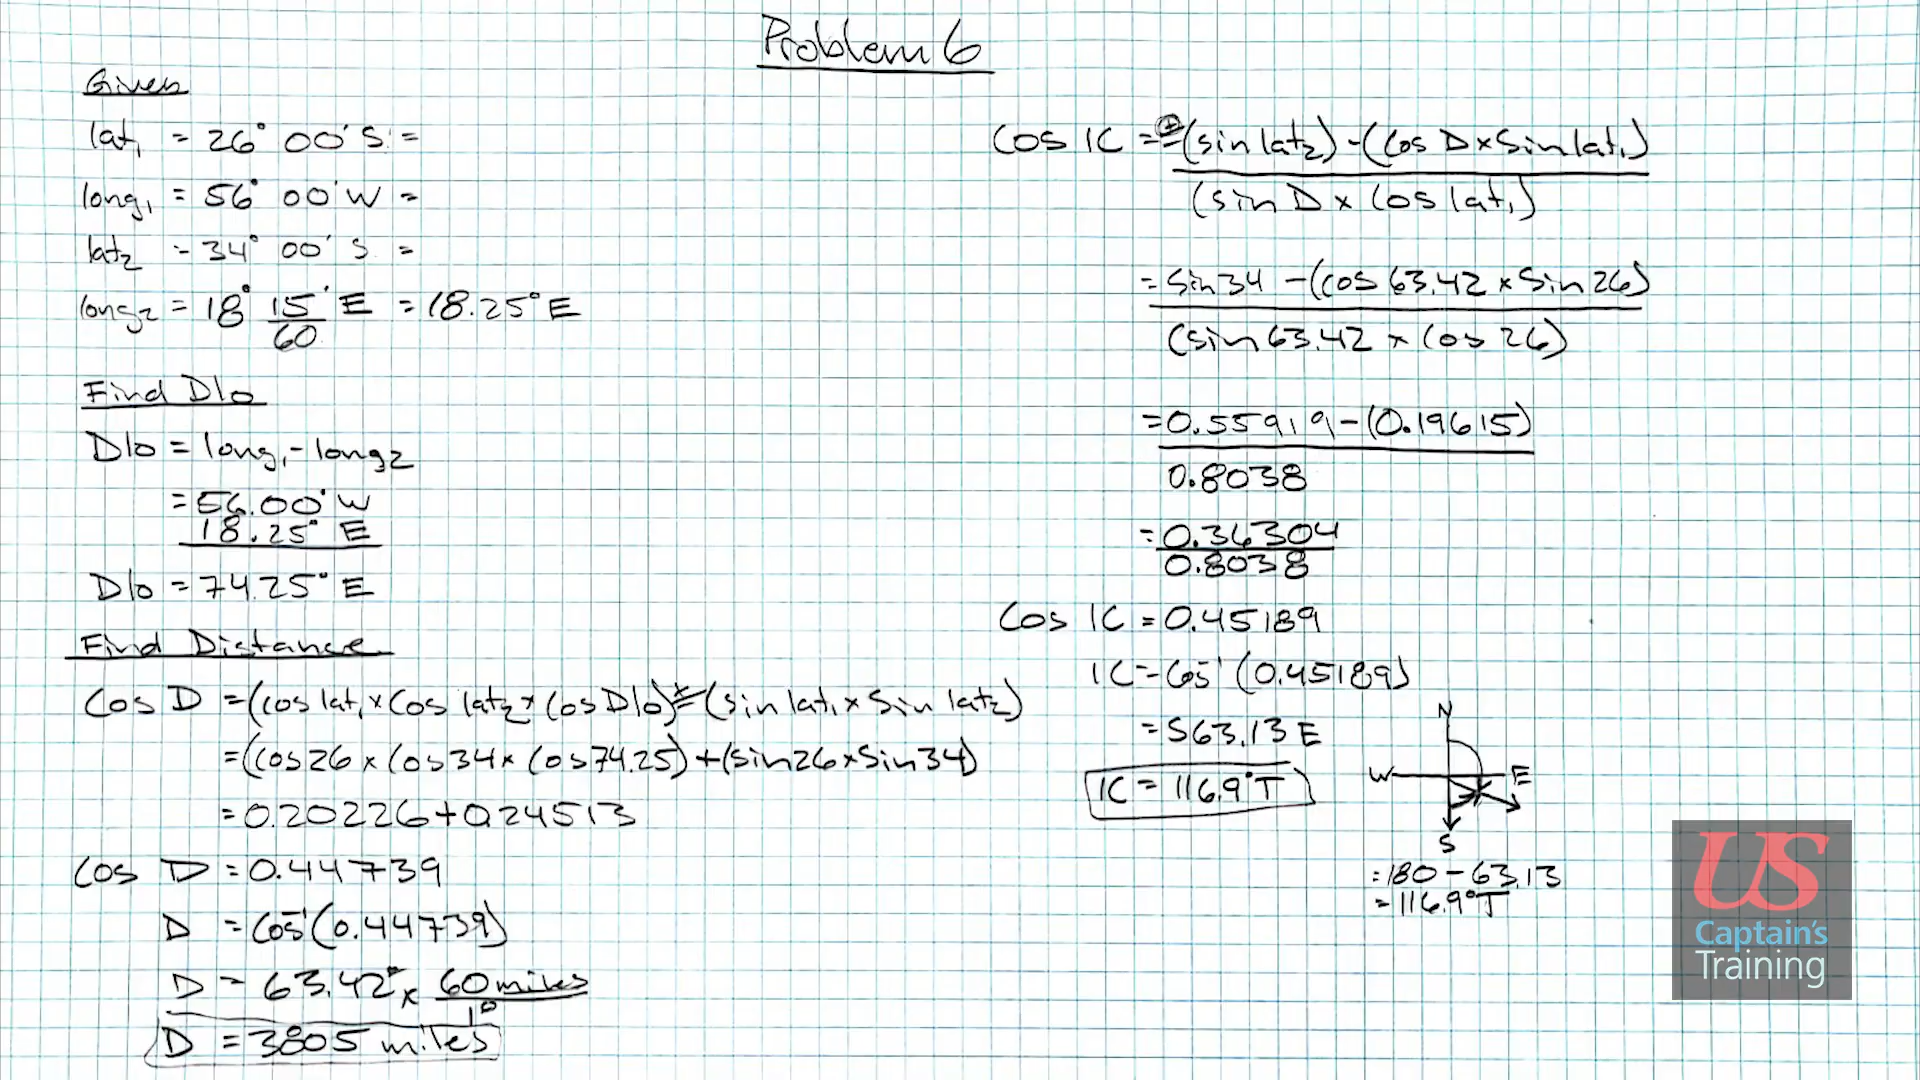 Problem 6
Given
lat₁ = 26° 00' S =
long₁ = 56° 00' W =
lat₂ = 34° 00' S =
long₂ = 18° 15'/60 E = 18.25° E
Find Dlo
Dlo = long₁ - long₂
= 56.00° W
18.25° E
Dlo = 74.25° E
Find Distance
Cos D = (cos lat₁ x Cos lat₂ x Cos Dlo) ± (sin lat₁ x Sin lat₂)
= (cos 26 x Cos 34 x Cos 74.25) + (sin 26 x Sin 34)
= 0.20226 + 0.24513
Cos D = 0.44739
D = Cos⁻¹ (0.44739)
D = 63.42° x 60 miles / 1°
D = 3805 miles
Cos IC = ± (sin lat₂) - (Cos D x Sin lat₁)
(sin D x Cos lat₁)
= Sin 34 - (cos 63.42 x Sin 26)
(sin 63.42 x Cos 26)
= 0.55919 - (0.19615)
0.8038
= 0.36304
0.8038
Cos IC = 0.45189
IC = Cos⁻¹ (0.45189)
= S63.13 E
IC = 116.9° T
N
W E
S
= 180 - 63.13
= 116.9° T
US
Captain's
Training